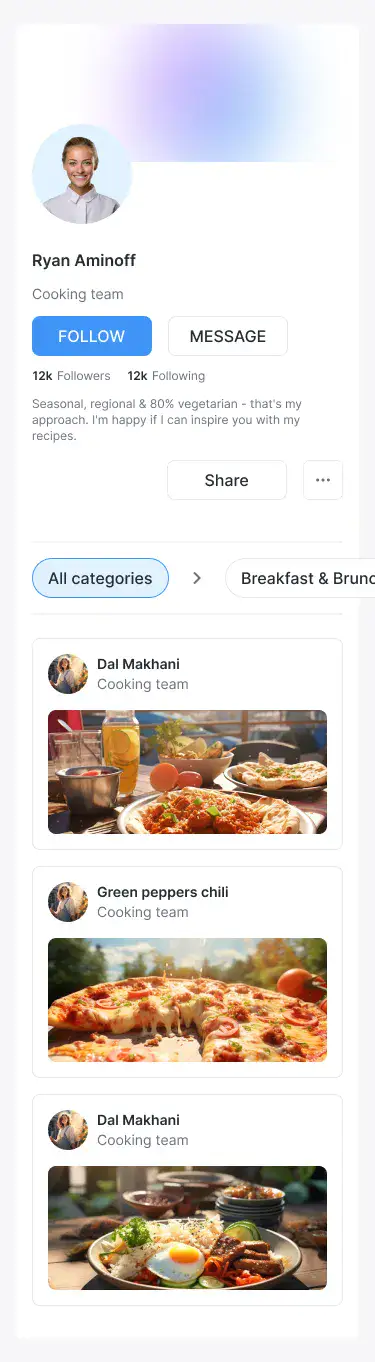 Ryan Aminoff
Cooking team
FOLLOW
MESSAGE
12k Followers 12k Following
Seasonal, regional & 80% vegetarian - that's my
approach. I'm happy if I can inspire you with my
recipes.
Share
All categories
Breakfast & Brunc
Dal Makhani
Cooking team
Green peppers chili
Cooking team
Dal Makhani
Cooking team